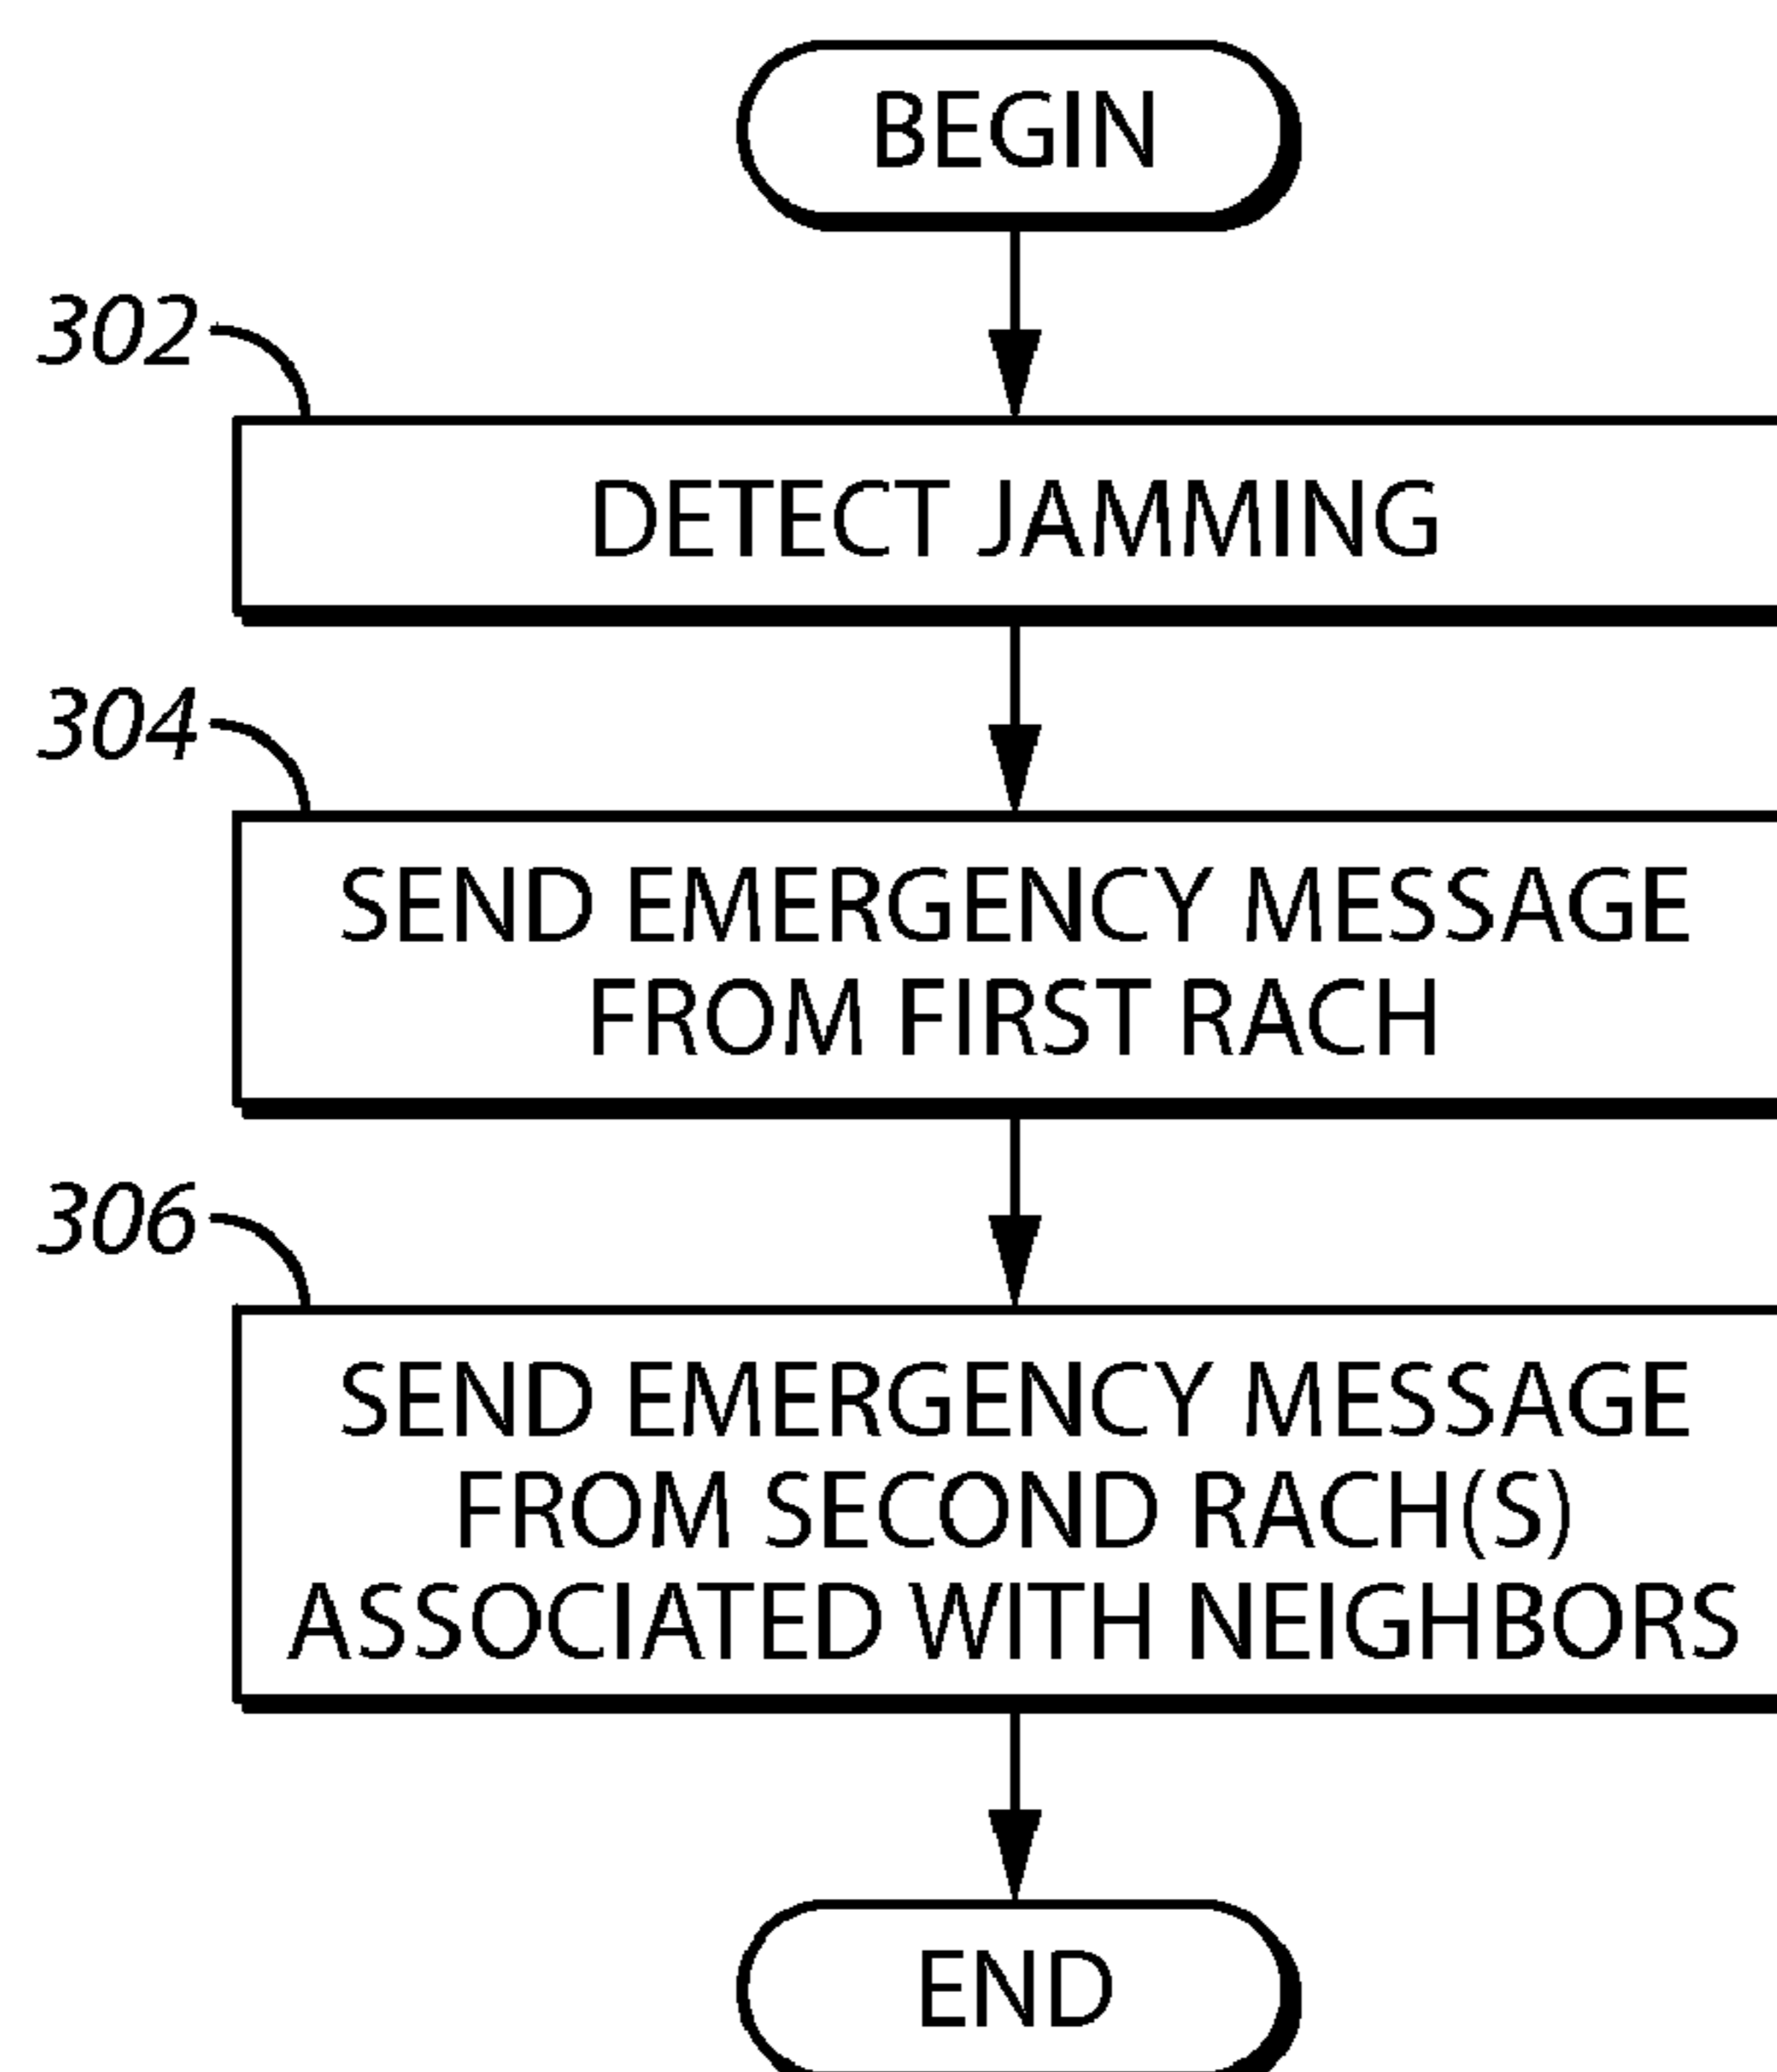 BEGIN
302
DETECT JAMMING
304
SEND EMERGENCY MESSAGE
FROM FIRST RACH
306
SEND EMERGENCY MESSAGE
FROM SECOND RACH(S)
ASSOCIATED WITH NEIGHBORS
END